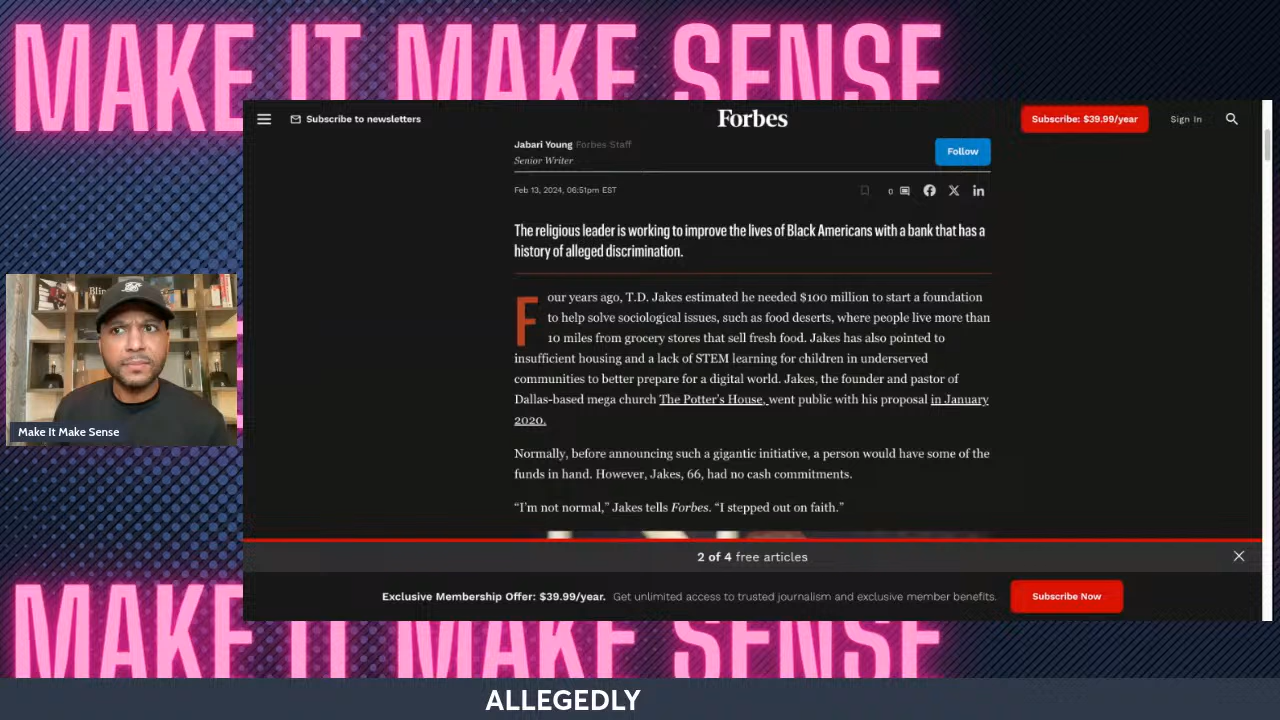 MAKE IT MAKE SENSE
Subscribe to newsletters
Forbes
Subscribe: $39.99/year
Sign In
Jabari Young Forbes Staff
Senior Writer
Follow
Feb 13, 2024, 06:51pm EST
0
The religious leader is working to improve the lives of Black Americans with a bank that has a
history of alleged discrimination.
Four years ago, T.D. Jakes estimated he needed $100 million to start a foundation
to help solve sociological issues, such as food deserts, where people live more than
10 miles from grocery stores that sell fresh food. Jakes has also pointed to
insufficient housing and a lack of STEM learning for children in underserved
communities to better prepare for a digital world. Jakes, the founder and pastor of
Dallas-based mega church The Potter's House, went public with his proposal in January
2020.
Normally, before announcing such a gigantic initiative, a person would have some of the
funds in hand. However, Jakes, 66, had no cash commitments.
“I'm not normal,” Jakes tells Forbes. “I stepped out on faith.”
Make It Make Sense
2 of 4 free articles
Exclusive Membership Offer: $39.99/year. Get unlimited access to trusted journalism and exclusive member benefits.
Subscribe Now
MAKE IT MAKE SENSE
ALLEGEDLY